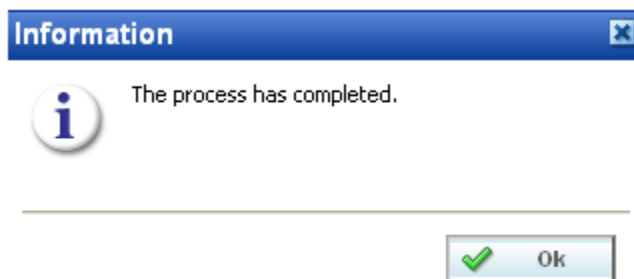 Information
The process has completed.
Ok